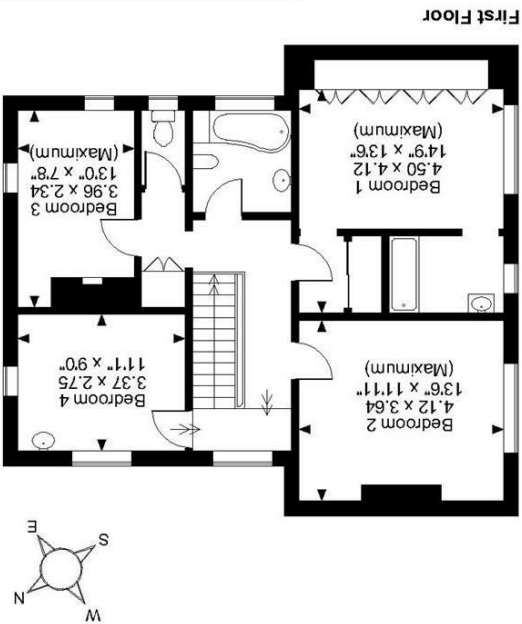 W
N
S
E
Bedroom 2
4.12 x 3.64
13'6" x 11'11"
(Maximum)
Bedroom 4
3.37 x 2.75
11'1" x 9'0"
Bedroom 1
4.50 x 4.12
14'9" x 13'6"
(Maximum)
Bedroom 3
3.96 x 2.34
13'0" x 7'8"
(Maximum)
First Floor